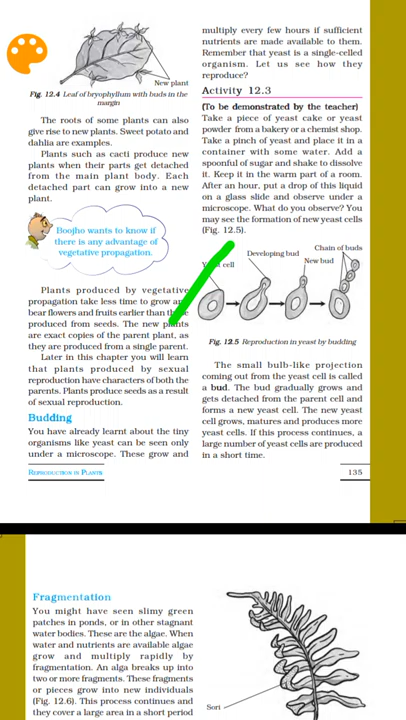 New plant
Fig. 12.4 Leaf of bryophyllum with buds in the
margin
The roots of some plants can also
give rise to new plants. Sweet potato and
dahlia are examples.
Plants such as cacti produce new
plants when their parts get detached
from the main plant body. Each
detached part can grow into a new
plant.
Boojho wants to know if
there is any advantage of
vegetative propagation.
Plants produced by vegetative
propagation take less time to grow and
bear flowers and fruits earlier than those
produced from seeds. The new plants
are exact copies of the parent plant, as
they are produced from a single parent.
Later in this chapter you will learn
that plants produced by sexual
reproduction have characters of both the
parents. Plants produce seeds as a result
of sexual reproduction.
Budding
You have already learnt about the tiny
organisms like yeast can be seen only
under a microscope. These grow and
multiply every few hours if sufficient
nutrients are made available to them.
Remember that yeast is a single-celled
organism. Let us see how they
reproduce?
Activity 12.3
(To be demonstrated by the teacher)
Take a piece of yeast cake or yeast
powder from a bakery or a chemist shop.
Take a pinch of yeast and place it in a
container with some water. Add a
spoonful of sugar and shake to dissolve
it. Keep it in the warm part of a room.
After an hour, put a drop of this liquid
on a glass slide and observe under a
microscope. What do you observe? You
may see the formation of new yeast cells
(Fig. 12.5).
Chain of buds
Developing bud
New bud
cell
Fig. 12.5 Reproduction in yeast by budding
The small bulb-like projection
coming out from the yeast cell is called
a bud. The bud gradually grows and
gets detached from the parent cell and
forms a new yeast cell. The new yeast
cell grows, matures and produces more
yeast cells. If this process continues, a
large number of yeast cells are produced
in a short time.
REPRODUCTION IN PLANTS
135
Fragmentation
You might have seen slimy green
patches in ponds, or in other stagnant
water bodies. These are the algae. When
water and nutrients are available algae
grow and multiply rapidly by
fragmentation. An alga breaks up into
two or more fragments. These fragments
or pieces grow into new individuals
(Fig. 12.6). This process continues and
they cover a large area in a short period
Sori